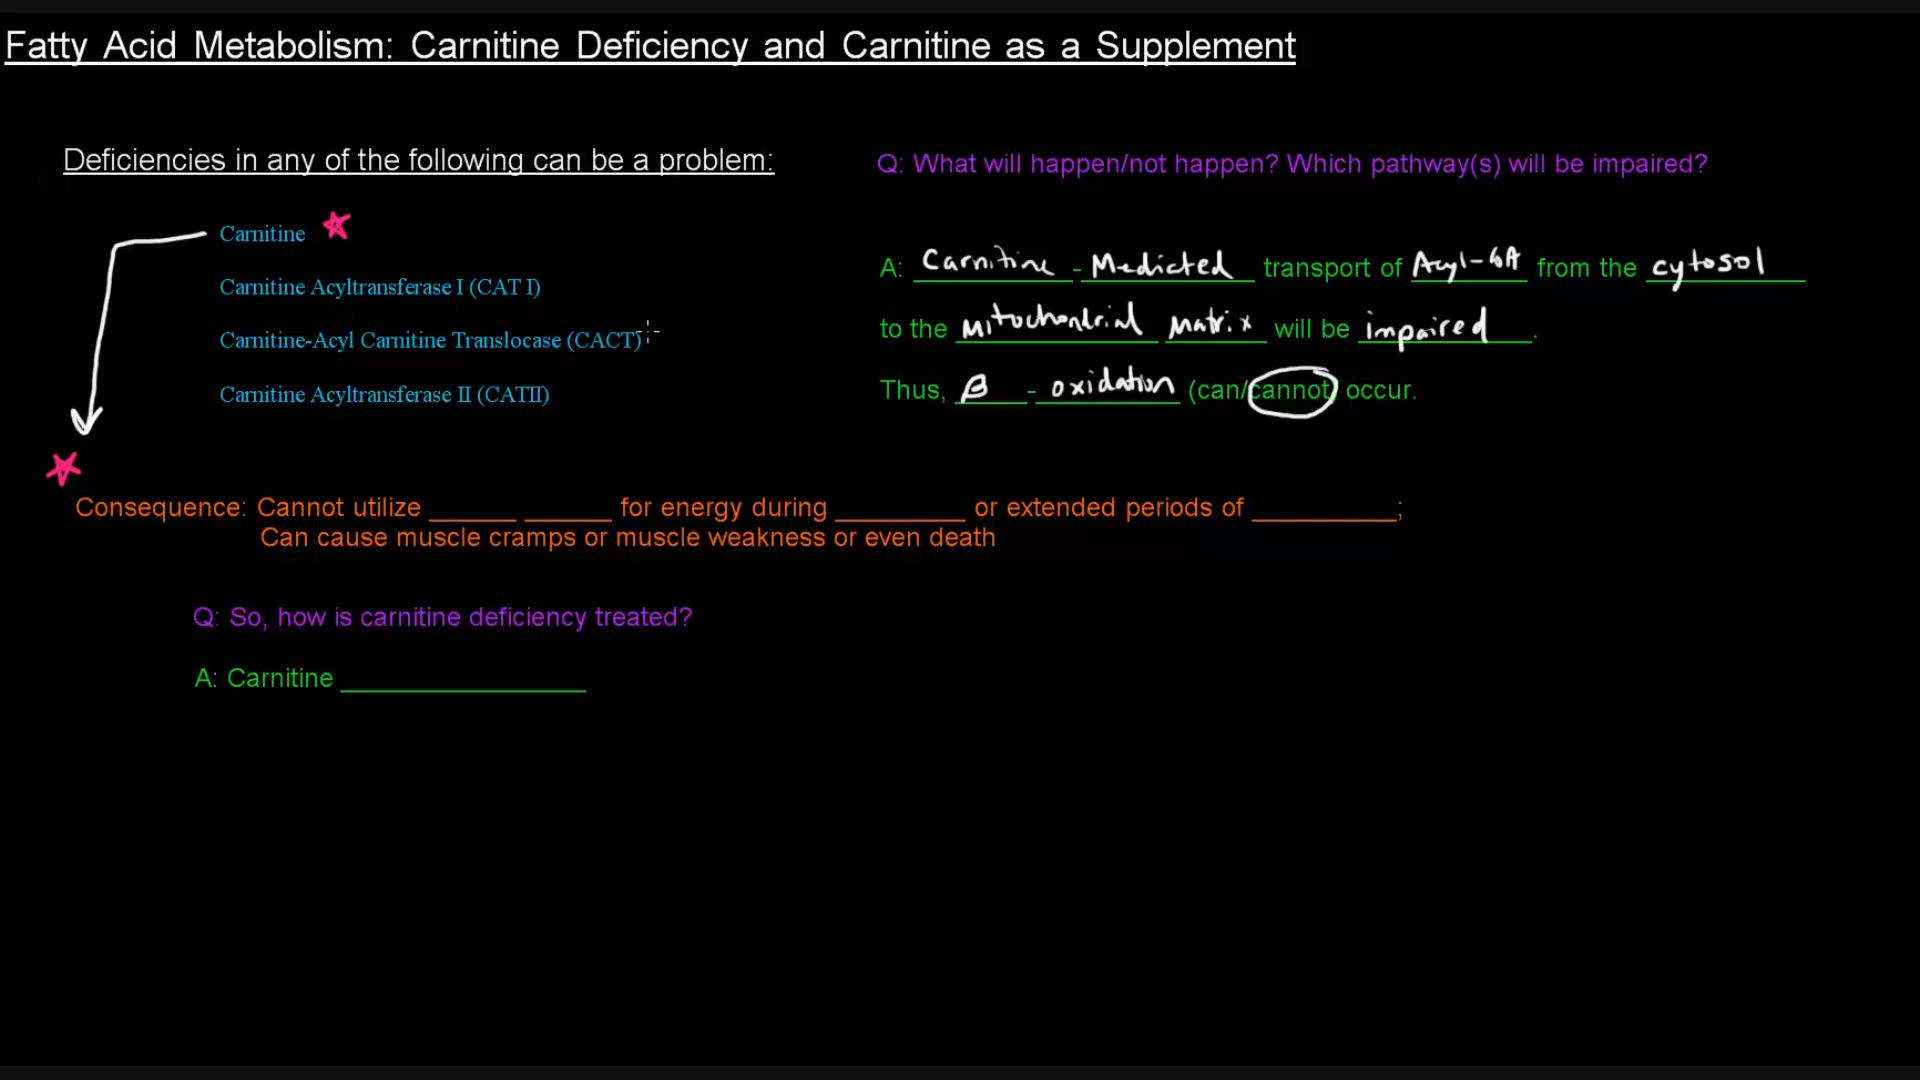 Fatty Acid Metabolism: Carnitine Deficiency and Carnitine as a Supplement
Deficiencies in any of the following can be a problem:
Carnitine
Carnitine Acyltransferase I (CAT I)
Carnitine-Acyl Carnitine Translocase (CACT)
Carnitine Acyltransferase II (CATII)
Q: What will happen/not happen? Which pathway(s) will be impaired?
A: Carnitine - Medicted transport of Acyl-CoA from the cytosol
to the Mitochondrial Matrix will be impaired.
Thus, β - oxidation (can/cannot) occur.
Consequence: Cannot utilize ______ ______ for energy during _________ or extended periods of __________;
Can cause muscle cramps or muscle weakness or even death
Q: So, how is carnitine deficiency treated?
A: Carnitine _________________